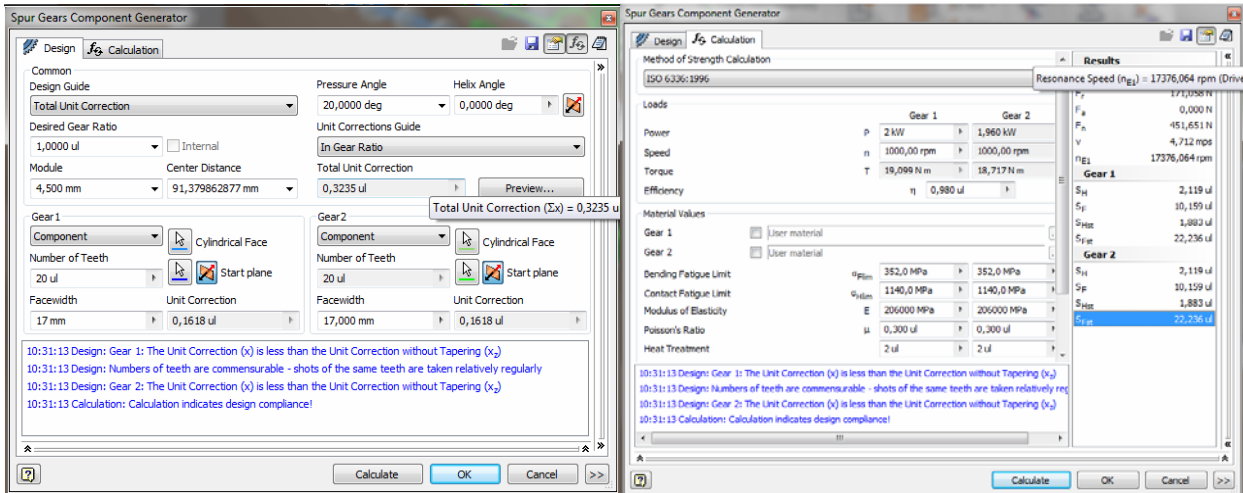 Spur Gears Component Generator
Design
Calculation
Common
Design Guide
Pressure Angle
Helix Angle
Total Unit Correction
20,0000 deg
0,0000 deg
Desired Gear Ratio
Unit Corrections Guide
1,0000 ul
Internal
In Gear Ratio
Module
Center Distance
Total Unit Correction
4,500 mm
91,379862877 mm
0,3235 ul
Preview...
Total Unit Correction (Σx) = 0,3235 u
Gear1
Gear2
Component
Cylindrical Face
Component
Cylindrical Face
Number of Teeth
Number of Teeth
20 ul
Start plane
20 ul
Start plane
Facewidth
Unit Correction
Facewidth
Unit Correction
17 mm
0,1618 ul
17,000 mm
0,1618 ul
10:31:13 Design: Gear 1: The Unit Correction (x) is less than the Unit Correction without Tapering (xz)
10:31:13 Design: Numbers of teeth are commensurable - shots of the same teeth are taken relatively regularly
10:31:13 Design: Gear 2: The Unit Correction (x) is less than the Unit Correction without Tapering (xz)
10:31:13 Calculation: Calculation indicates design compliance!
Calculate
OK
Cancel
>>
Spur Gears Component Generator
Design
Calculation
Method of Strength Calculation
Results
ISO 6336:1996
Resonance Speed (nE1) = 17376,064 rpm (Drive
Loads
Fr 171,058 N
Gear 1
Gear 2
Fa 0,000 N
Power P 2 kW 1,960 kW
Fn 451,651 N
Speed n 1000,00 rpm 1000,00 rpm
v 4,712 mps
Torque T 19,099 N m 18,717 N m
nE1 17376,064 rpm
Efficiency η 0,980 ul
Gear 1
SH 2,119 ul
Material Values
SF 10,159 ul
Gear 1
User material
SHst 1,883 ul
Gear 2
User material
SFst 22,236 ul
Bending Fatigue Limit σFlim 352,0 MPa 352,0 MPa
Gear 2
Contact Fatigue Limit σHlim 1140,0 MPa 1140,0 MPa
SH 2,119 ul
Modulus of Elasticity E 206000 MPa 206000 MPa
SF 10,159 ul
Poisson's Ratio μ 0,300 ul 0,300 ul
SHst 1,883 ul
Heat Treatment 2 ul 2 ul
SFst 22,236 ul
10:31:13 Design: Gear 1: The Unit Correction (x) is less than the Unit Correction without Tapering (xz)
10:31:13 Design: Numbers of teeth are commensurable - shots of the same teeth are taken relatively reg
10:31:13 Design: Gear 2: The Unit Correction (x) is less than the Unit Correction without Tapering (xz)
10:31:13 Calculation: Calculation indicates design compliance!
Calculate
OK
Cancel
>>